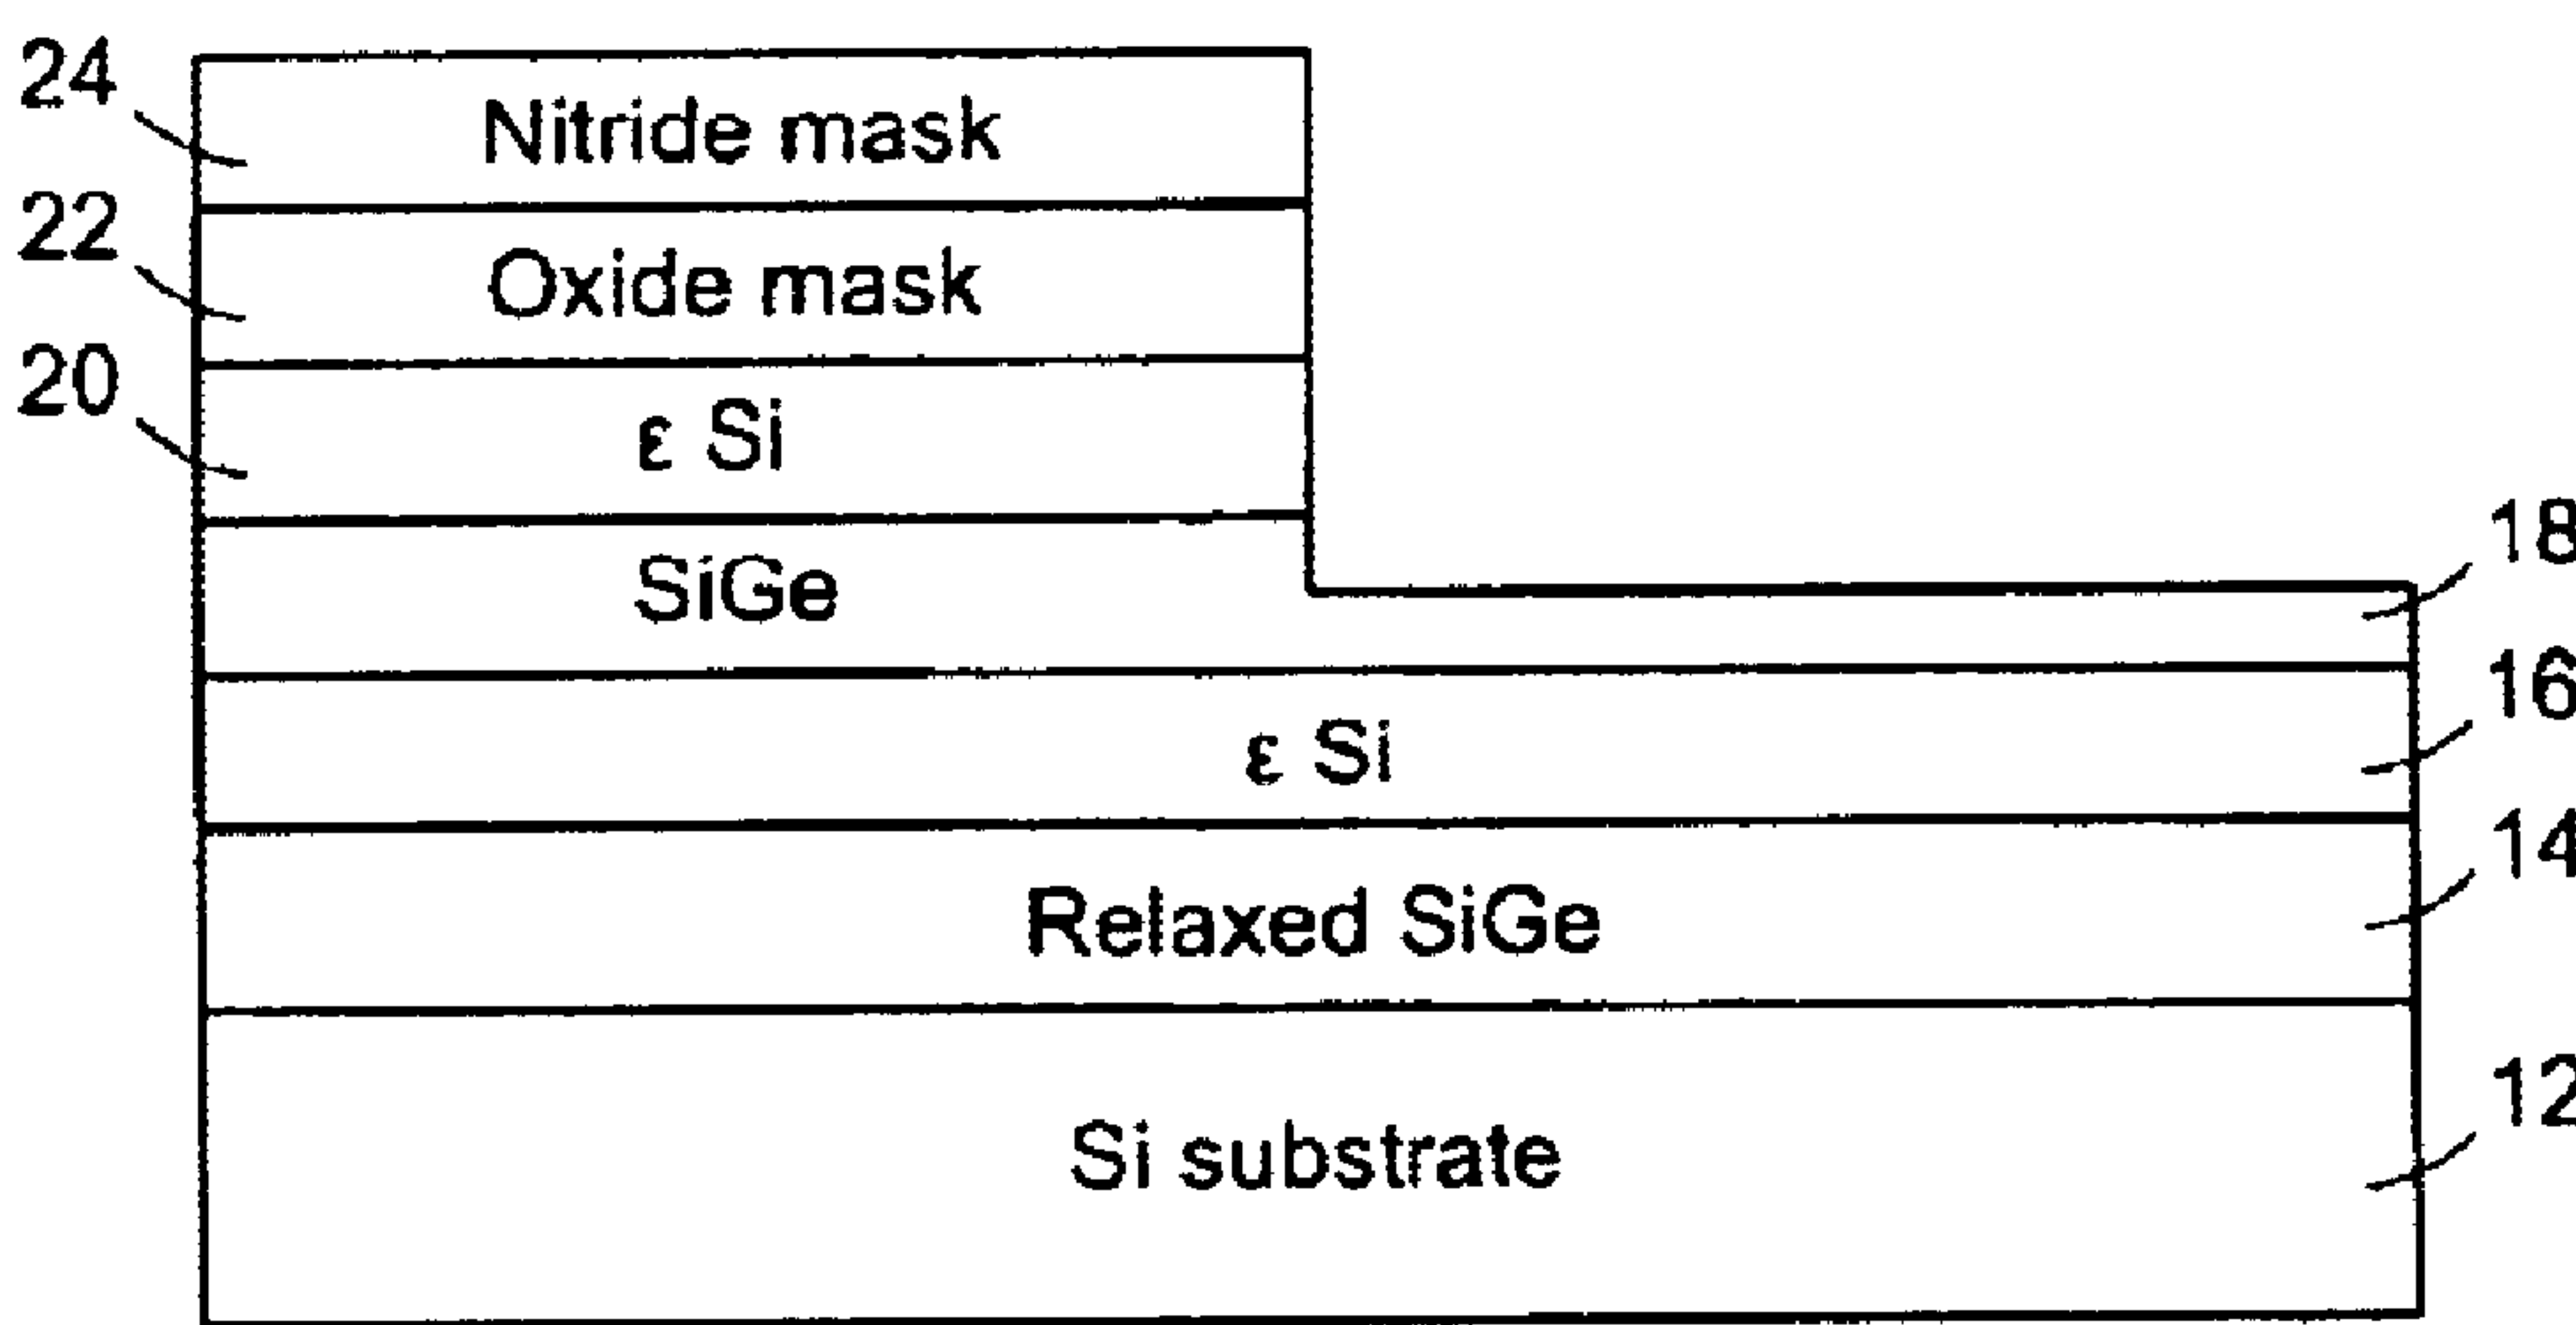 24
Nitride mask
22
Oxide mask
20
ε Si
18
SiGe
16
ε Si
14
Relaxed SiGe
12
Si substrate